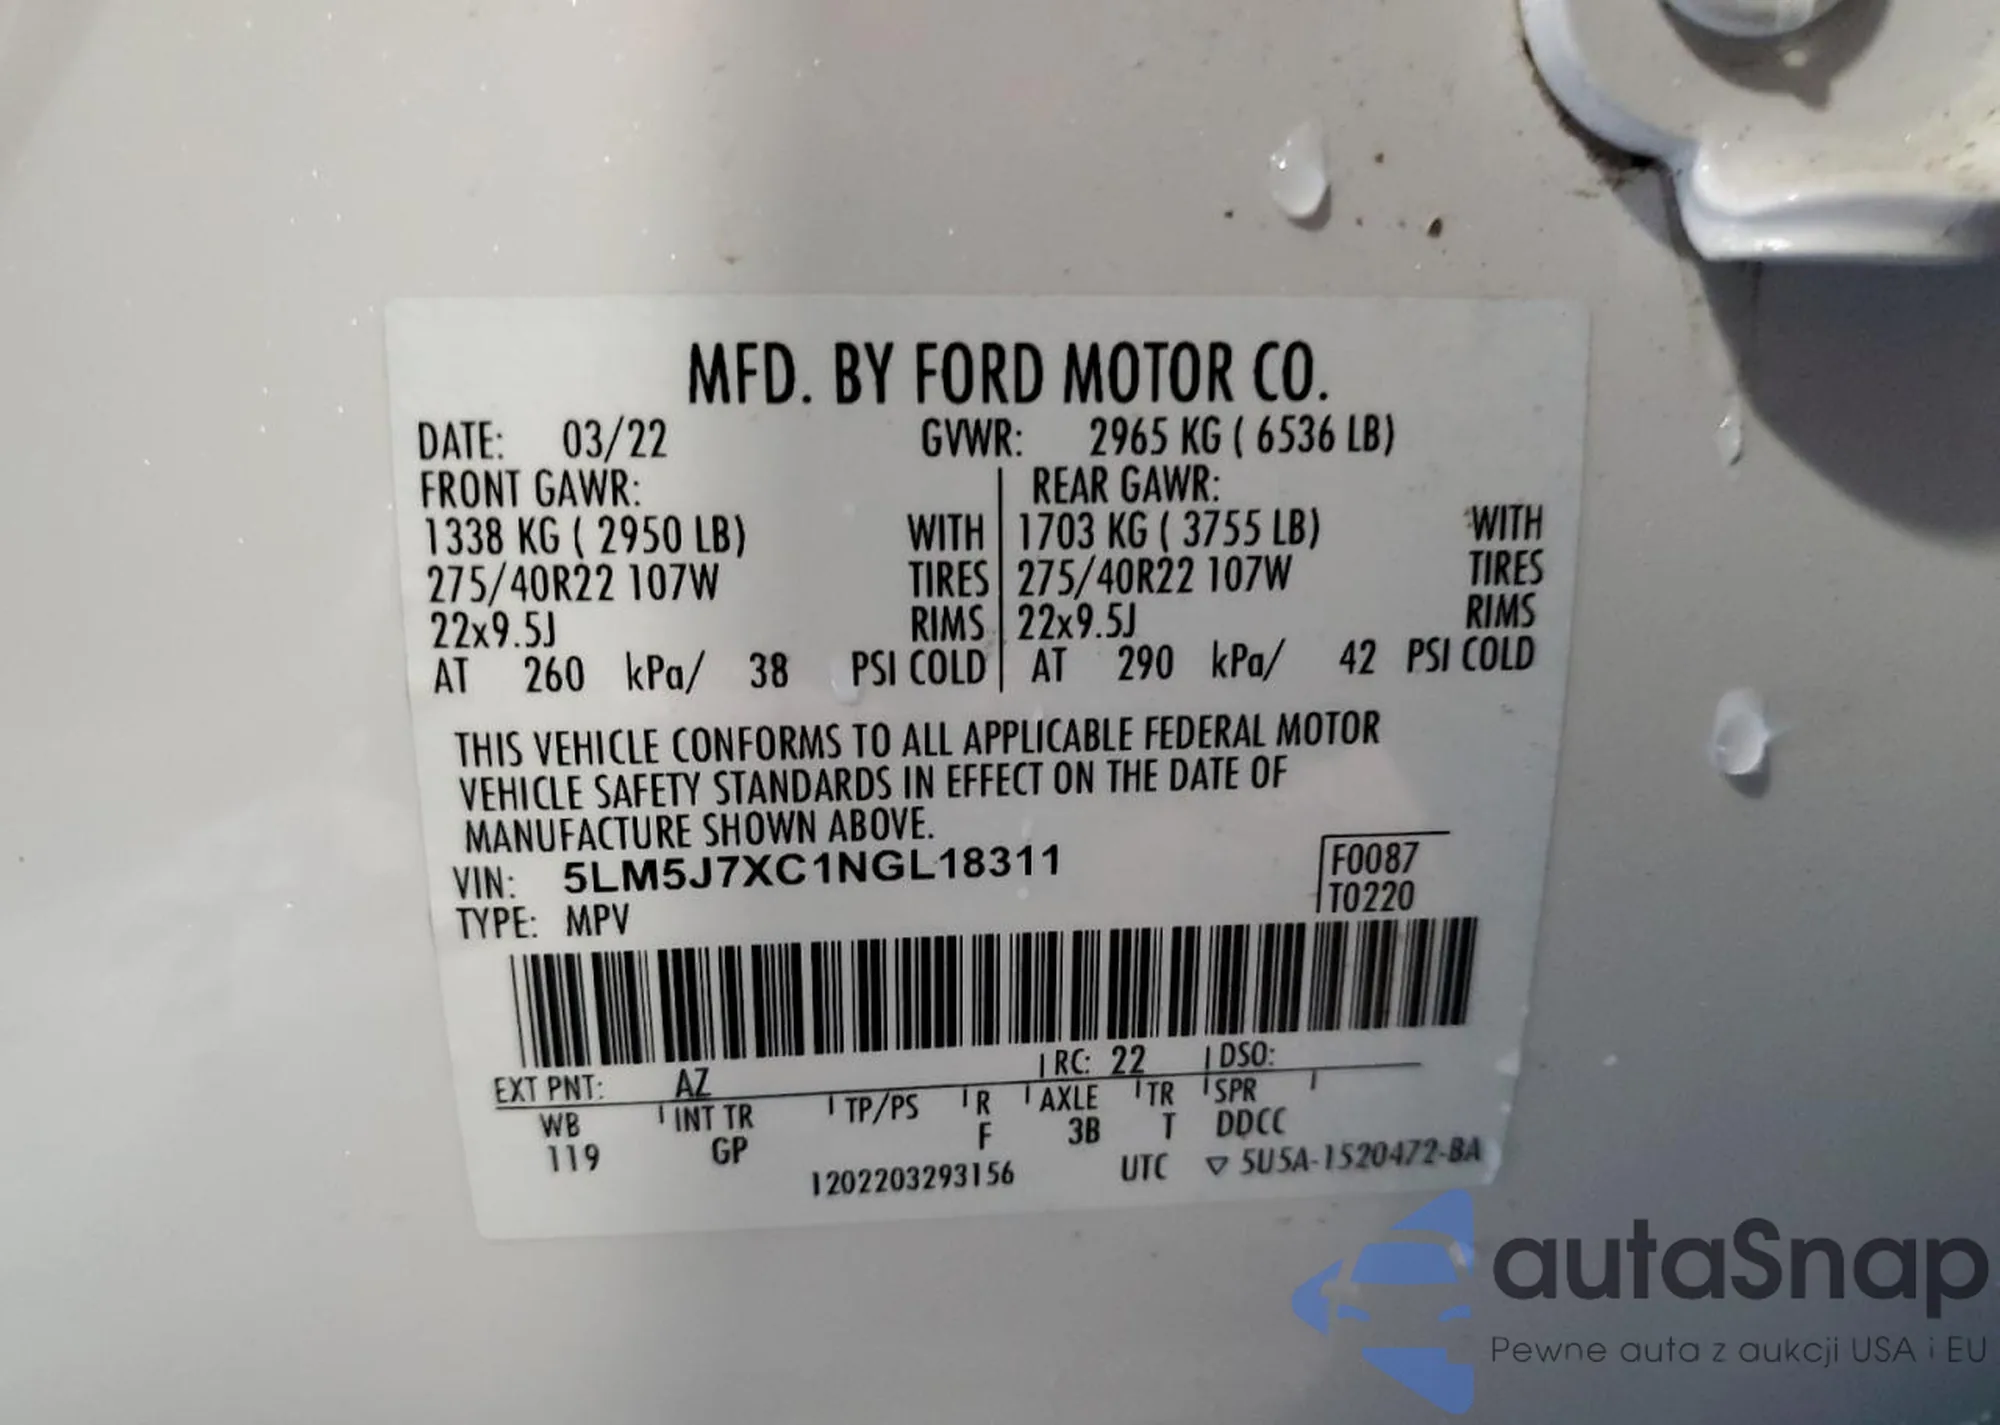 MFD. BY FORD MOTOR CO.
DATE: 03/22 GVWR: 2965 KG ( 6536 LB)
FRONT GAWR: REAR GAWR:
1338 KG ( 2950 LB) WITH 1703 KG ( 3755 LB) WITH
275/40R22 107W TIRES 275/40R22 107W TIRES
22x9.5J RIMS 22x9.5J RIMS
AT 260 kPa/ 38 PSI COLD AT 290 kPa/ 42 PSI COLD
THIS VEHICLE CONFORMS TO ALL APPLICABLE FEDERAL MOTOR
VEHICLE SAFETY STANDARDS IN EFFECT ON THE DATE OF
MANUFACTURE SHOWN ABOVE.
VIN: 5LM5J7XC1NGL18311 F0087
TYPE: MPV T0220
EXT PNT: AZ RC: 22 DSO:
WB INT TR TP/PS R AXLE TR SPR
119 GP F 3B T DDCC
1202203293156 UTC ▽ 5U5A-1520472-BA
autaSnap
Pewne auta z aukcji USA i EU